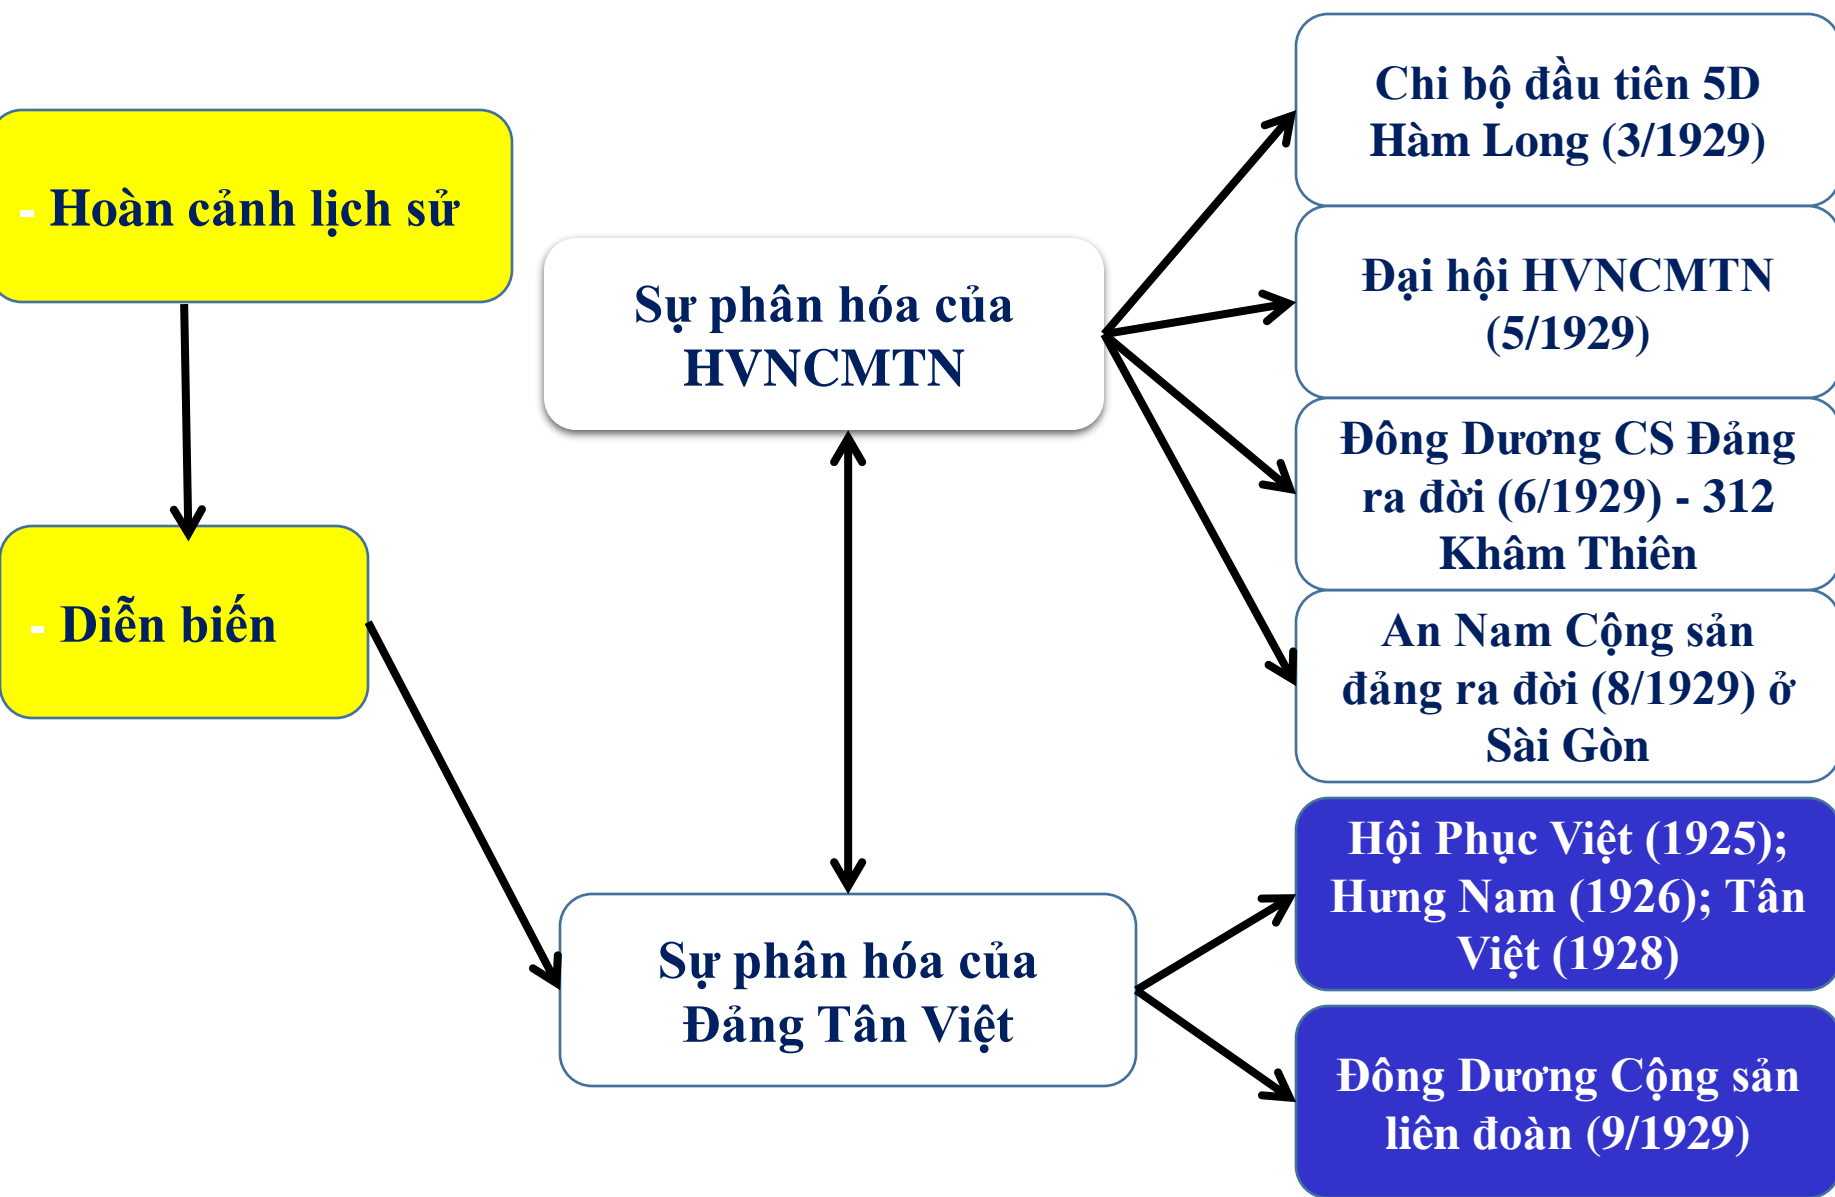 - Hoàn cảnh lịch sử
- Diễn biến
Sự phân hóa của
HVNCMTN
Sự phân hóa của
Đảng Tân Việt
Chi bộ đầu tiên 5D
Hàm Long (3/1929)
Đại hội HVNCMTN
(5/1929)
Đông Dương CS Đảng
ra đời (6/1929) - 312
Khâm Thiên
An Nam Cộng sản
đảng ra đời (8/1929) ở
Sài Gòn
Hội Phục Việt (1925);
Hưng Nam (1926); Tân
Việt (1928)
Đông Dương Cộng sản
liên đoàn (9/1929)